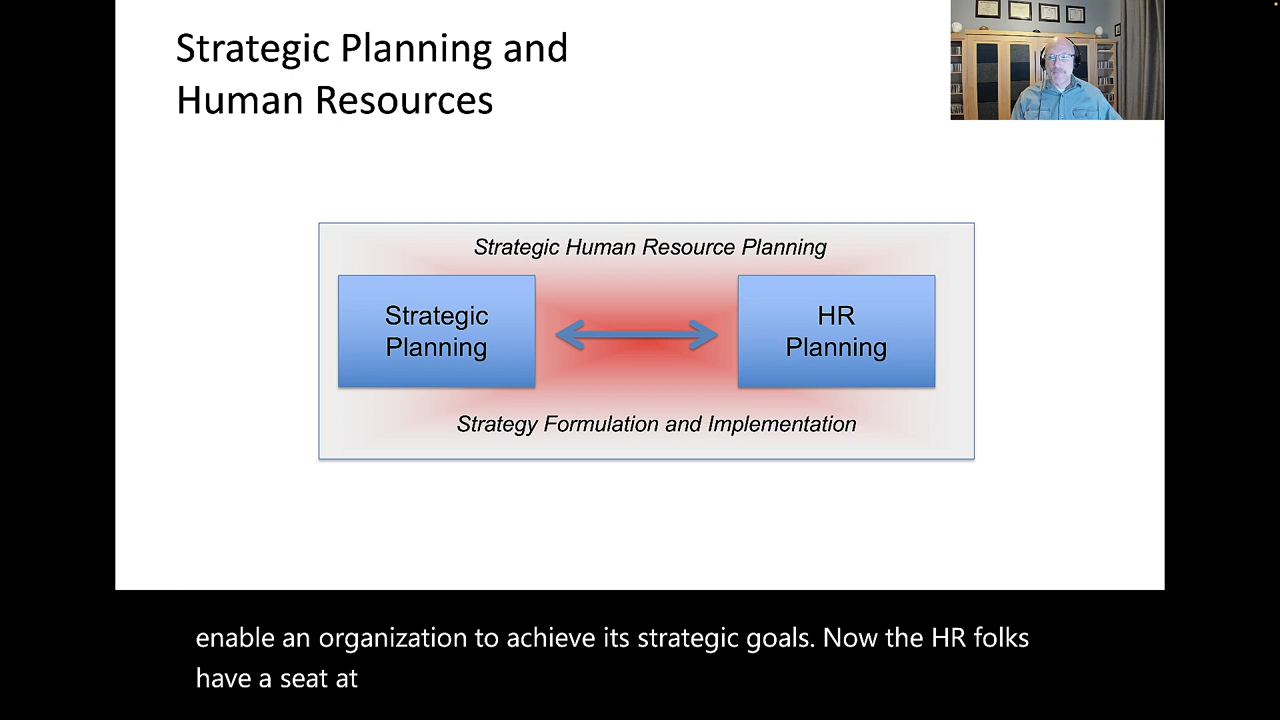 Strategic Planning and
Human Resources
Strategic Human Resource Planning
Strategic
Planning
HR
Planning
Strategy Formulation and Implementation
enable an organization to achieve its strategic goals. Now the HR folks
have a seat at